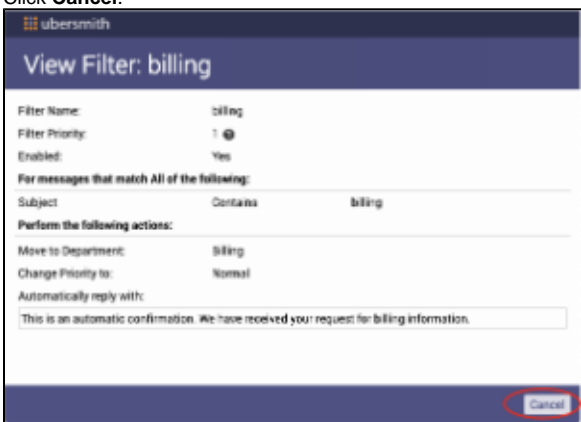 Click Cancel.
ubersmith
View Filter: billing
Filter Name: billing
Filter Priority: 1
Enabled: Yes
For messages that match All of the following:
Subject Contains billing
Perform the following actions:
Move to Department: Billing
Change Priority to: Normal
Automatically reply with:
This is an automatic confirmation. We have received your request for billing information.
Cancel